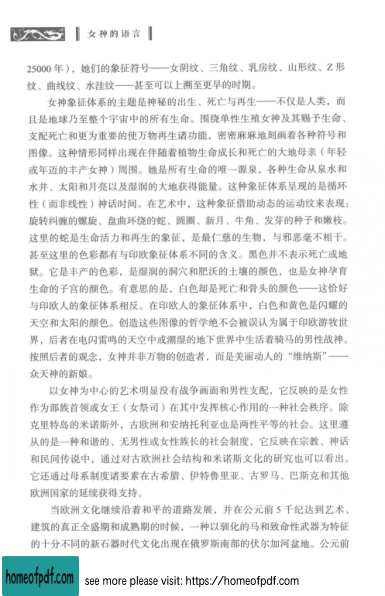 女神的语言
25000 年），她们的象征符号——女阴纹、三角纹、乳房纹、山形纹、Z 形
纹、曲线纹、水洼纹——甚至可以上溯至更早的时期。
女神象征体系的主题是神秘的出生、死亡与再生——不仅是人类，而
且是地球乃至整个宇宙中的所有生命。围绕单性生殖女神及其赐予生命、
支配死亡和更为重要的使万物再生诸功能，密密麻麻地刻画着各种符号和
图像。这种情形同样出现在伴随着植物生命成长和死亡的大地母亲（年轻
或年迈的丰产女神）周围。她是所有生命的唯一源泉，各种生命从泉水和
水井、太阳和月亮以及湿润的大地获得能量。这种象征体系呈现的是循环
性（而非线性）神话时间。在艺术中，这种象征借助动态的运动纹来表现：
旋转纠缠的螺旋、盘曲环绕的蛇、圆圈、新月、牛角、发芽的种子和嫩枝。
这里的蛇是生命活力和再生的象征，是最仁慈的生物，与邪恶毫不相干。
甚至这里的色彩都有与印欧象征体系不同的含义。黑色并不表示死亡或地
狱。它是丰产的色彩，是湿洞的洞穴和肥沃的土壤的颜色，也是女神孕育
生命的子宫的颜色。有意思的是，白色却是死亡和骨头的颜色——这恰好
与印欧人的象征体系相反。在印欧人的象征体系中，白色和黄色是闪耀的
天空和太阳的颜色。创造这些图像的哲学绝不会被误认为属于印欧游牧世
界，后者在电闪雷鸣的天空中或潮湿的地下世界中生活着骑马的男性战神。
按照后者的观念，女神并非万物的创造者，而是美丽动人的“维纳斯”——
众天神的新娘。
以女神为中心的艺术明显没有战争画面和男性支配，它反映的是女性
作为部族首领或女王（女祭司）在其中发挥核心作用的一种社会秩序。除
克里特岛的米诺斯外，古欧洲和安纳托利亚也是两性平等的社会。这里遵
从的是一种和谐的、无男性或女性族长的社会制度，它反映在宗教、神话
和民间传说中，通过对古欧洲社会结构和米诺斯文化的研究也可以看出。
它还通过母系制度诸要素在古希腊、伊特鲁里亚、古罗马、巴斯克和其他
欧洲国家的延续获得支持。
当欧洲文化继续沿着和平的道路发展，并在公元前 5 千纪达到艺术、
建筑的真正全盛期和成熟期的时候，一种以驯化的马和致命性武器为特征
的十分不同的新石器时代文化出现在俄罗斯南部的伏尔加河盆地。公元前
homeofpdf.com
see more please visit: https://homeofpdf.com